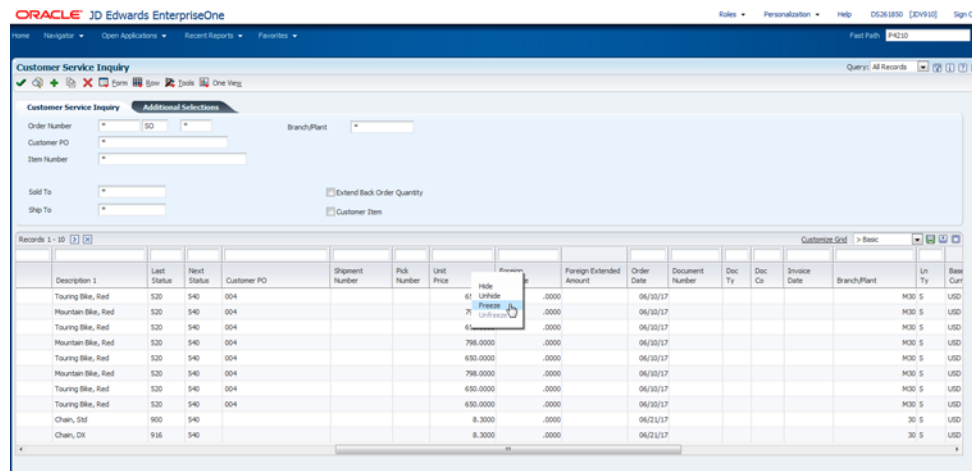 ORACLE JD Edwards EnterpriseOne Roles Personalization Help DS261850 [JDV910] Sign O
Home Navigator Open Applications Recent Reports Favorites Fast Path P4210
Customer Service Inquiry Query: All Records
Form Row Tools One View
Customer Service Inquiry Additional Selections
Order Number * SO * Branch/Plant *
Customer PO *
Item Number *
Sold To * Extend Back Order Quantity
Ship To * Customer Item
Records 1 - 10 Customize Grid > Basic
Description 1 Last Status Next Status Customer PO Shipment Number Pick Number Unit Price Foreign Foreign Extended Amount Order Date Document Number Doc Ty Doc Co Invoice Date Branch/Plant Ln Ty Base Curr
Hide
Unhide
Freeze
Unfreeze
Touring Bike, Red 520 540 004 .0000 06/10/17 M30 S USD
Mountain Bike, Red 520 540 004 .0000 06/10/17 M30 S USD
Touring Bike, Red 520 540 004 .0000 06/10/17 M30 S USD
Mountain Bike, Red 520 540 004 798.0000 .0000 06/10/17 M30 S USD
Touring Bike, Red 520 540 004 650.0000 .0000 06/10/17 M30 S USD
Mountain Bike, Red 520 540 004 798.0000 .0000 06/10/17 M30 S USD
Touring Bike, Red 520 540 004 650.0000 .0000 06/10/17 M30 S USD
Touring Bike, Red 520 540 004 650.0000 .0000 06/10/17 M30 S USD
Chain, Std 900 540 8.3000 .0000 06/21/17 30 S USD
Chain, DX 916 540 8.3000 .0000 06/21/17 30 S USD